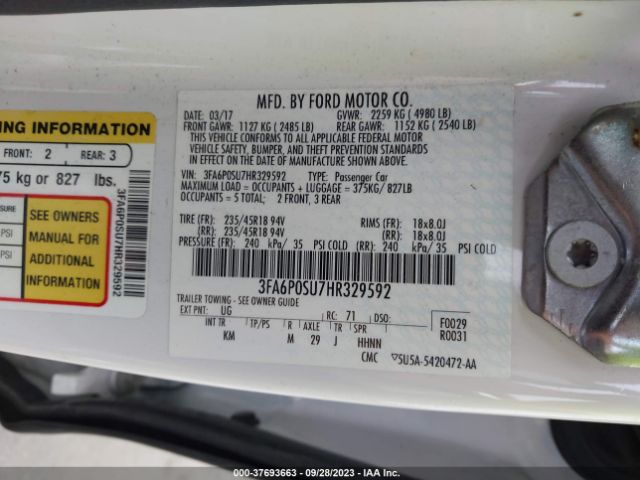 MFD. BY FORD MOTOR CO.
DATE: 03/17 GVWR: 2259 KG ( 4980 LB)
FRONT GAWR: 1127 KG ( 2485 LB) REAR GAWR: 1152 KG ( 2540 LB)
THIS VEHICLE CONFORMS TO ALL APPLICABLE FEDERAL MOTOR
VEHICLE SAFETY, BUMPER, AND THEFT PREVENTION STANDARDS
IN EFFECT ON THE DATE OF MANUFACTURE SHOWN ABOVE.
VIN: 3FA6P0SU7HR329592 TYPE: Passenger Car
MAXIMUM LOAD = OCCUPANTS + LUGGAGE = 375KG/ 827LB
OCCUPANTS = 5 TOTAL: 2 FRONT, 3 REAR
TIRE (FR): 235/45R18 94V RIMS (FR): 18x8.0J
(RR): 235/45R18 94V (RR): 18x8.0J
PRESSURE (FR): 240 kPa/ 35 PSI COLD (RR): 240 kPa/ 35 PSI COLD
3FA6P0SU7HR329592
TRAILER TOWING - SEE OWNER GUIDE
EXT PNT: UG RC: 71 DSO: F0029
INT TR TP/PS R AXLE TR SPR R0031
KM M 29 J HHNN
CMC 5U5A-5420472-AA
NG INFORMATION
FRONT: 2 REAR: 3
75 kg or 827 lbs.
SURE
PSI
PSI
SEE OWNERS
MANUAL FOR
ADDITIONAL
INFORMATION
3FA6P0SU7HR329592
000-37693663 - 09/28/2023 - IAA Inc.